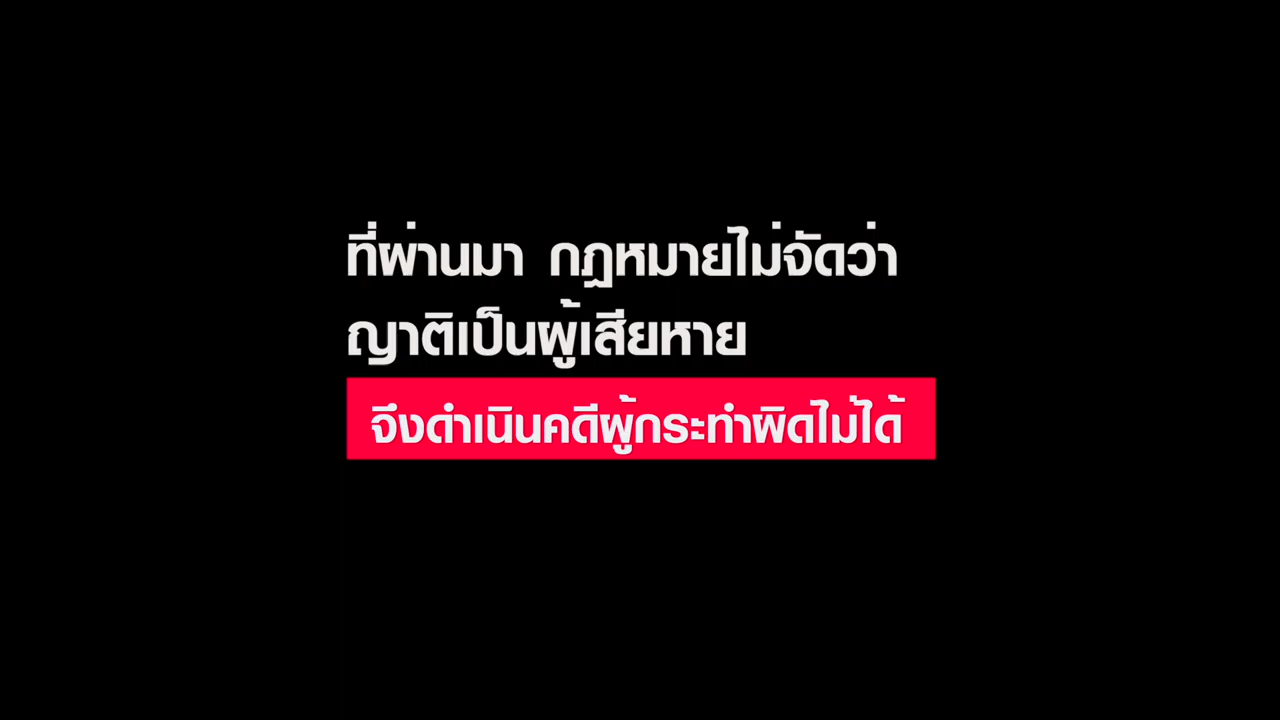 ที่ผ่านมา กฎหมายไม่จัดว่า
ญาติเป็นผู้เสียหาย
จึงดำเนินคดีผู้กระทำผิดไม่ได้